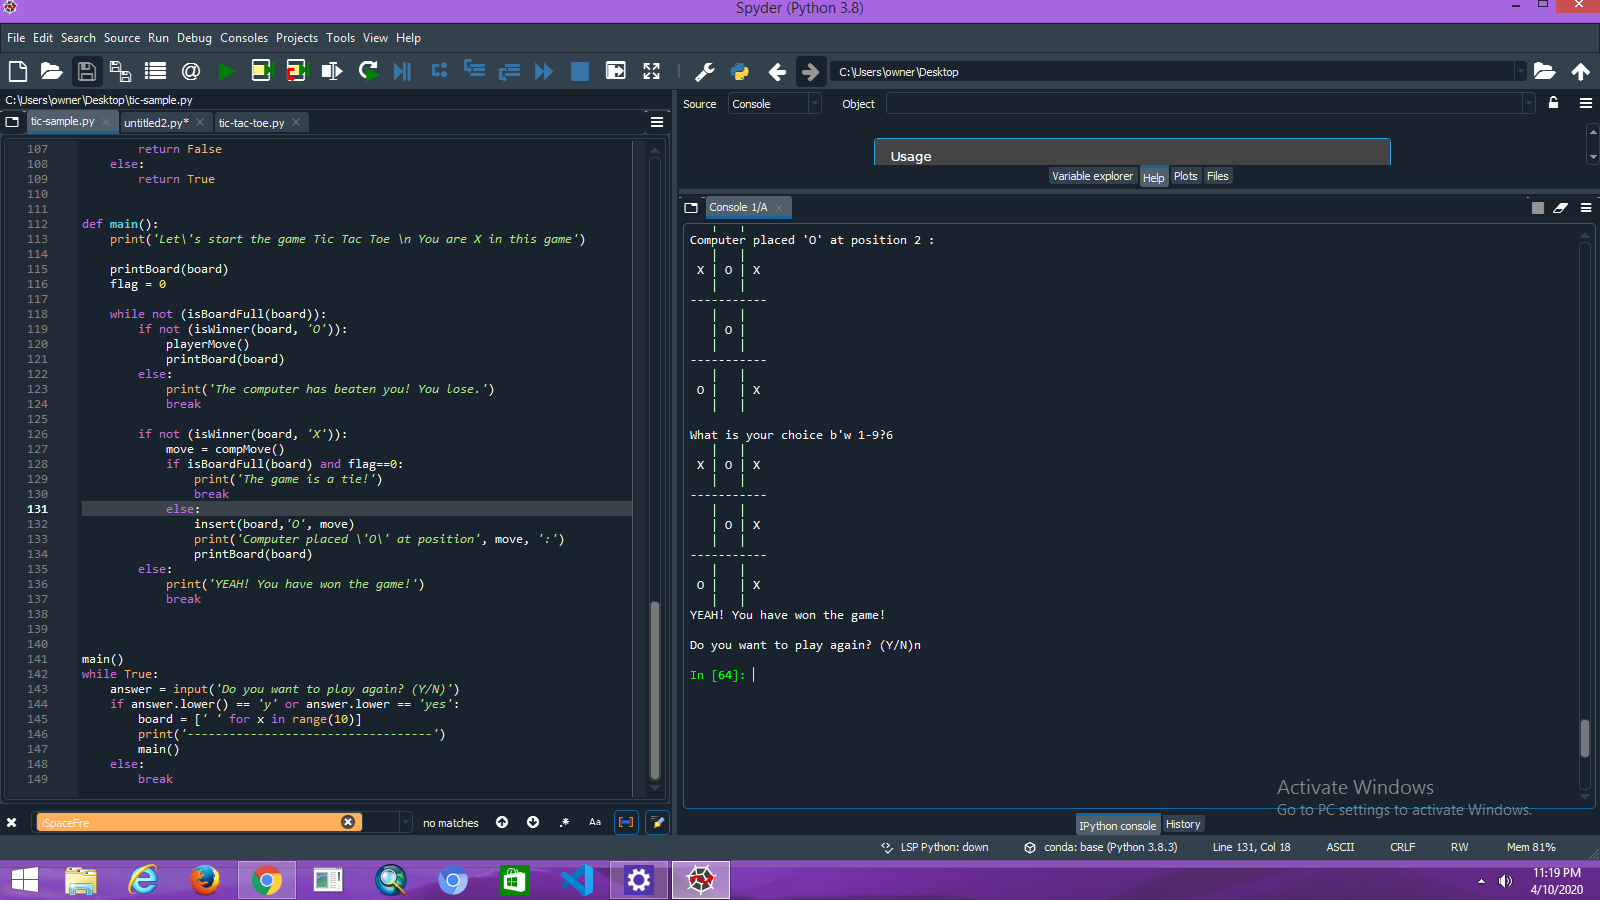 Spyder (Python 3.8)
File Edit Search Source Run Debug Consoles Projects Tools View Help
C:\Users\owner\Desktop
C:\Users\owner\Desktop\tic-sample.py
tic-sample.py untitled2.py* tic-tac-toe.py
Source Console Object
Usage
Variable explorer Help Plots Files
Console 1/A
107 return False
108 else:
109 return True
110
111
112 def main():
113 print('Let\'s start the game Tic Tac Toe \n You are X in this game')
114
115 printBoard(board)
116 flag = 0
117
118 while not (isBoardFull(board)):
119 if not (isWinner(board, 'O')):
120 playerMove()
121 printBoard(board)
122 else:
123 print('The computer has beaten you! You lose.')
124 break
125
126 if not (isWinner(board, 'X')):
127 move = compMove()
128 if isBoardFull(board) and flag==0:
129 print('The game is a tie!')
130 break
131 else:
132 insert(board,'O', move)
133 print('Computer placed \'O\' at position', move, ':')
134 printBoard(board)
135 else:
136 print('YEAH! You have won the game!')
137 break
138
139
140
141 main()
142 while True:
143 answer = input('Do you want to play again? (Y/N)')
144 if answer.lower() == 'y' or answer.lower == 'yes':
145 board = [' ' for x in range(10)]
146 print('-----------------------------------')
147 main()
148 else:
149 break
Computer placed 'O' at position 2 :
| |
X | O | X
| |
-----------
| |
| O |
| |
-----------
| |
O | | X
| |
What is your choice b'w 1-9?6
| |
X | O | X
| |
-----------
| |
| O | X
| |
-----------
| |
O | | X
| |
YEAH! You have won the game!
Do you want to play again? (Y/N)n
In [64]:
Activate Windows
Go to PC settings to activate Windows.
iSpaceFre no matches .* Aa
IPython console History
LSP Python: down conda: base (Python 3.8.3) Line 131, Col 18 ASCII CRLF RW Mem 81%
11:19 PM
4/10/2020